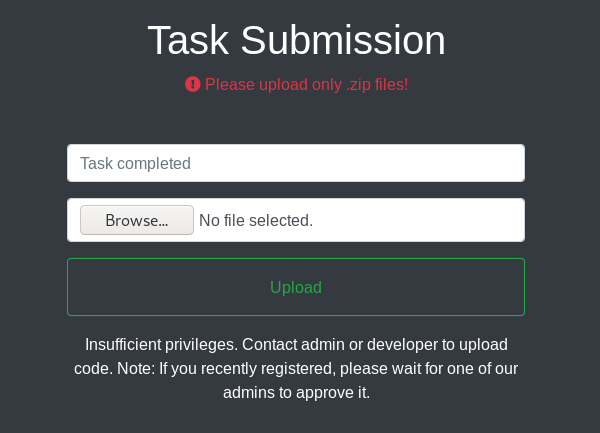 Task Submission
Please upload only .zip files!
Task completed
Browse... No file selected.
Upload
Insufficient privileges. Contact admin or developer to upload
code. Note: If you recently registered, please wait for one of our
admins to approve it.